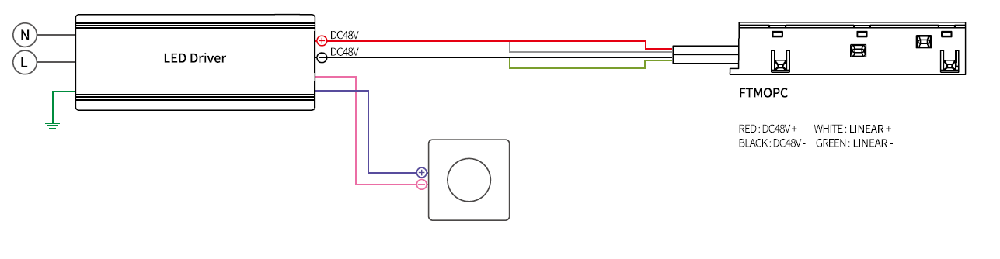 N
L
LED Driver
DC48V
DC48V
FTMOPC
RED : DC48V + WHITE : LINEAR +
BLACK : DC48V - GREEN : LINEAR -